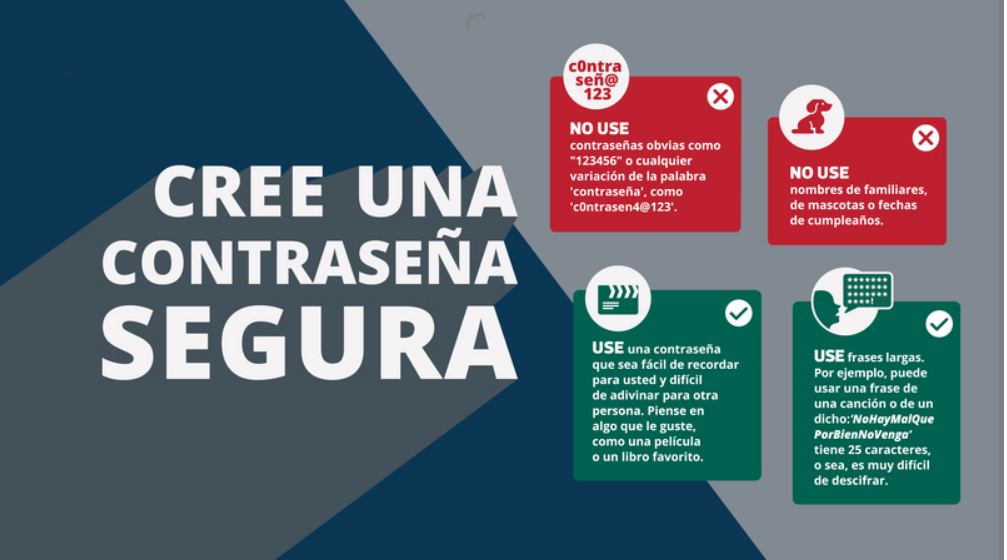 CREE UNA
CONTRASEÑA
SEGURA
c0ntra
señ@
123
NO USE
contraseñas obvias como
"123456" o cualquier
variación de la palabra
'contraseña', como
'c0ntrasen4@123'.
NO USE
nombres de familiares,
de mascotas o fechas
de cumpleaños.
USE una contraseña
que sea fácil de recordar
para usted y difícil
de adivinar para otra
persona. Piense en
algo que le guste,
como una película
o un libro favorito.
USE frases largas.
Por ejemplo, puede
usar una frase de
una canción o de un
dicho:'NoHayMalQue
PorBienNoVenga'
tiene 25 caracteres,
o sea, es muy difícil
de descifrar.